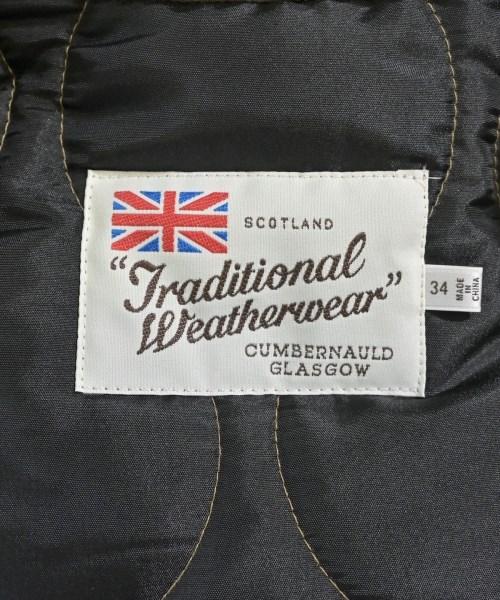 SCOTLAND
"Traditional
Weatherwear"
CUMBERNAULD
GLASGOW
34
MADE
IN
CHINA